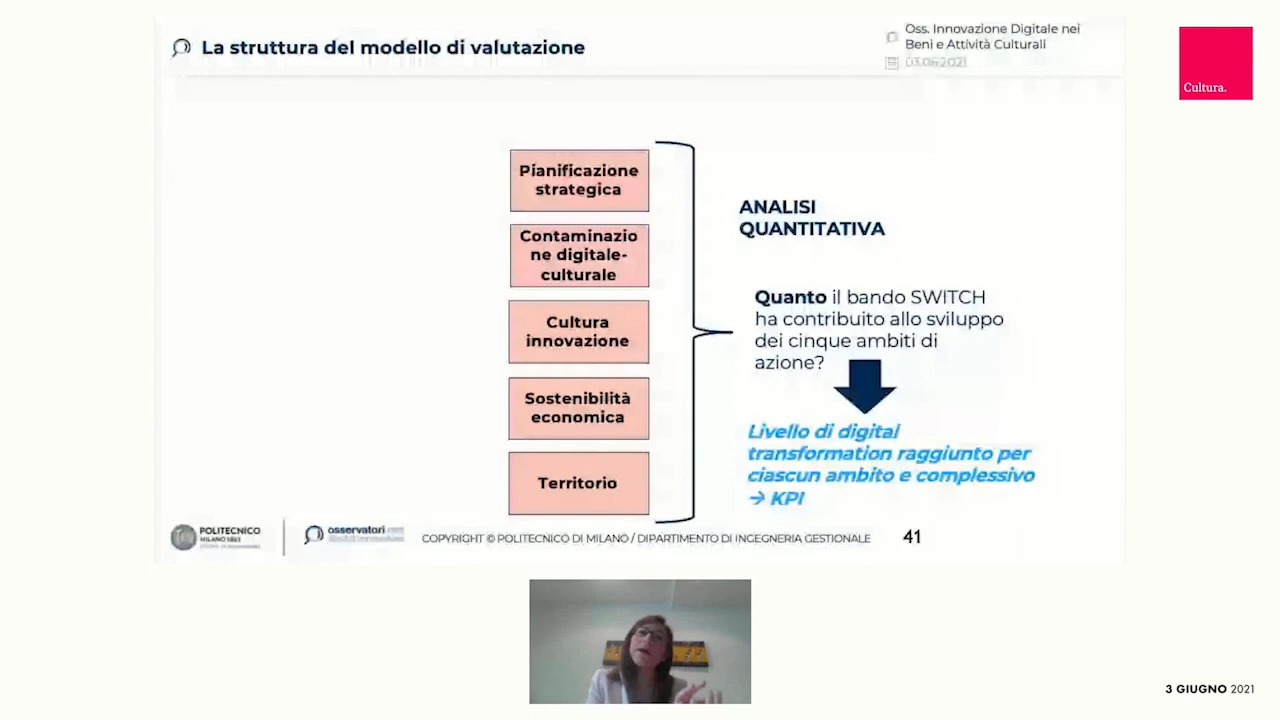 La struttura del modello di valutazione
Oss. Innovazione Digitale nei
Beni e Attività Culturali
03.06.2021
Cultura.
Pianificazione
strategica
Contaminazio
ne digitale-
culturale
Cultura
innovazione
Sostenibilità
economica
Territorio
ANALISI
QUANTITATIVA
Quanto il bando SWITCH
ha contribuito allo sviluppo
dei cinque ambiti di
azione?
Livello di digital
transformation raggiunto per
ciascun ambito e complessivo
→ KPI
POLITECNICO
MILANO 1863
osservatori.net
COPYRIGHT © POLITECNICO DI MILANO / DIPARTIMENTO DI INGEGNERIA GESTIONALE
41
3 GIUGNO 2021